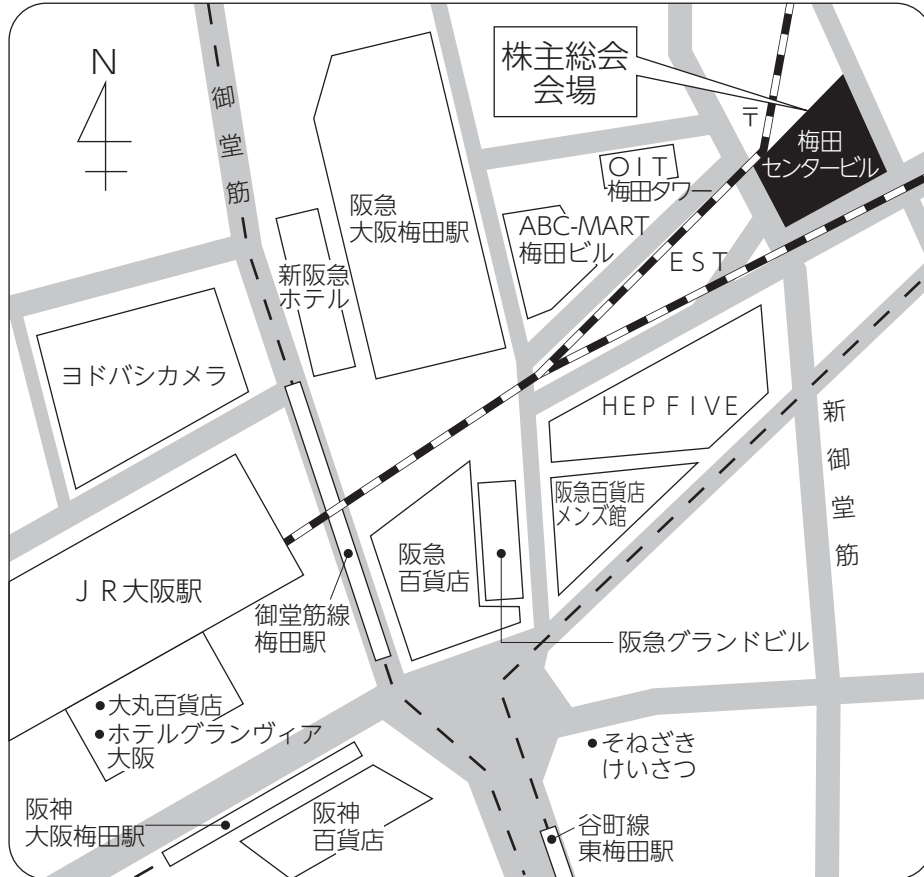 N
御堂筋
株主総会
会場
〒
梅田
センタービル
OIT
梅田タワー
ABC-MART
梅田ビル
EST
阪急
大阪梅田駅
新阪急
ホテル
ヨドバシカメラ
HEP FIVE
新御堂筋
阪急百貨店
メンズ館
阪急
百貨店
JR大阪駅
御堂筋線
梅田駅
阪急グランドビル
大丸百貨店
ホテルグランヴィア
大阪
そねざき
けいさつ
阪神
大阪梅田駅
阪神
百貨店
谷町線
東梅田駅